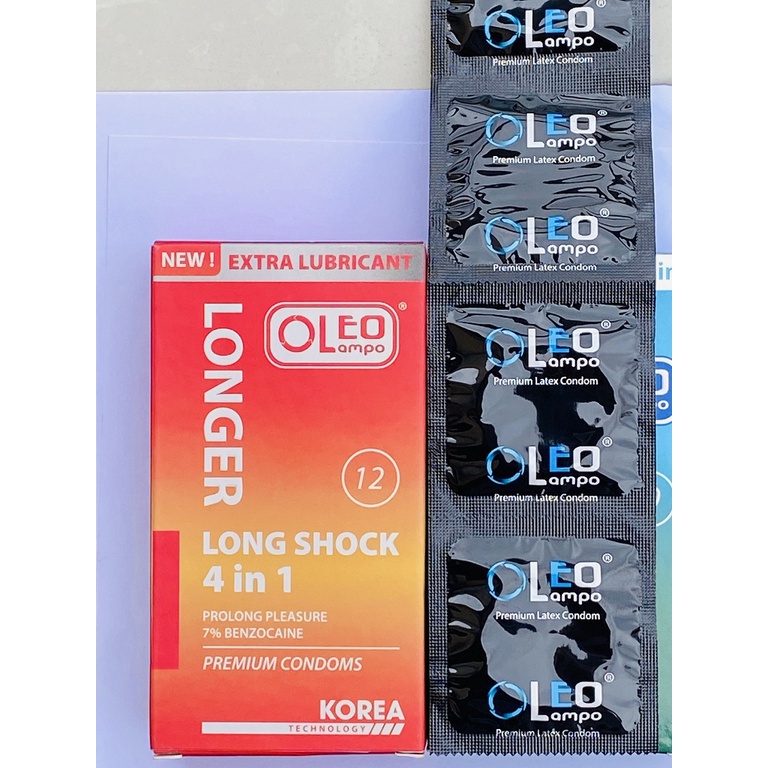 NEW ! EXTRA LUBRICANT
LONGER
OLEO®
Lampo
12
LONG SHOCK
4 in 1
PROLONG PLEASURE
7% BENZOCAINE
PREMIUM CONDOMS
KOREA
TECHNOLOGY
OLEO®
Lampo
Premium Latex Condom
OLEO®
Lampo
Premium Latex Condom
OLEO®
Lampo
Premium Latex Condom
OLEO®
Lampo
Premium Latex Condom
OLEO®
Lampo
Premium Latex Condom
OLEO®
Lampo
Premium Latex Condom
OLEO®
Lampo
Premium Latex Condom
in